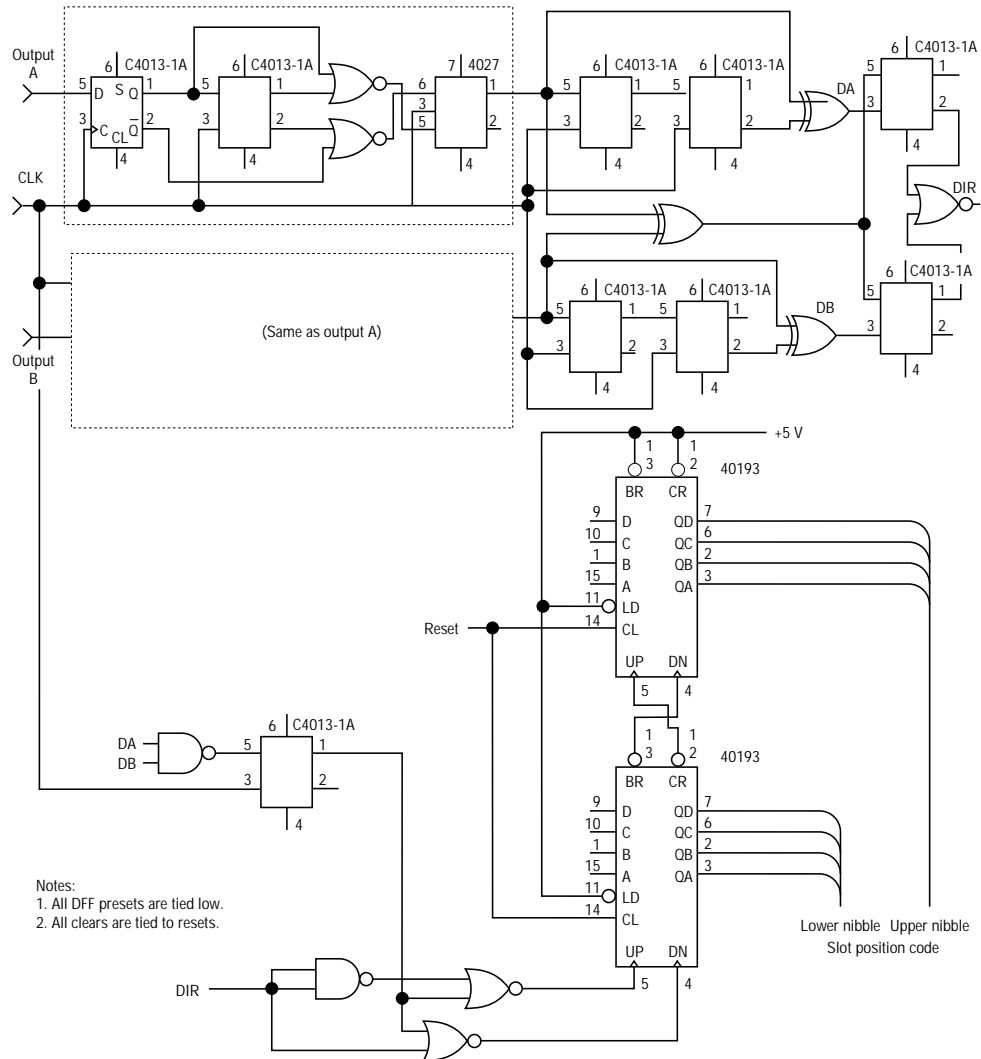 Output
A
5
D
6
C4013-1A
S
Q
1
3
C
CL
Q
2
4
5
6
C4013-1A
1
3
2
4
7
4027
6
1
3
5
2
4
6
C4013-1A
5
1
3
2
4
6
C4013-1A
5
1
3
2
4
DA
6
C4013-1A
5
1
3
2
4
DIR
CLK
Output
B
(Same as output A)
6
C4013-1A
5
1
3
2
4
6
C4013-1A
5
1
3
2
4
DB
6
C4013-1A
5
1
3
2
4
+5 V
1
3
1
2
40193
BR
CR
9
D
QD
7
10
C
QC
6
1
B
QB
2
15
A
QA
3
11
LD
Reset
14
CL
UP
DN
5
4
1
3
1
2
40193
BR
CR
9
D
QD
7
10
C
QC
6
1
B
QB
2
15
A
QA
3
11
LD
14
CL
UP
DN
5
4
DA
DB
6
C4013-1A
5
1
3
2
4
Notes:
1. All DFF presets are tied low.
2. All clears are tied to resets.
Lower nibble
Upper nibble
Slot position code
DIR